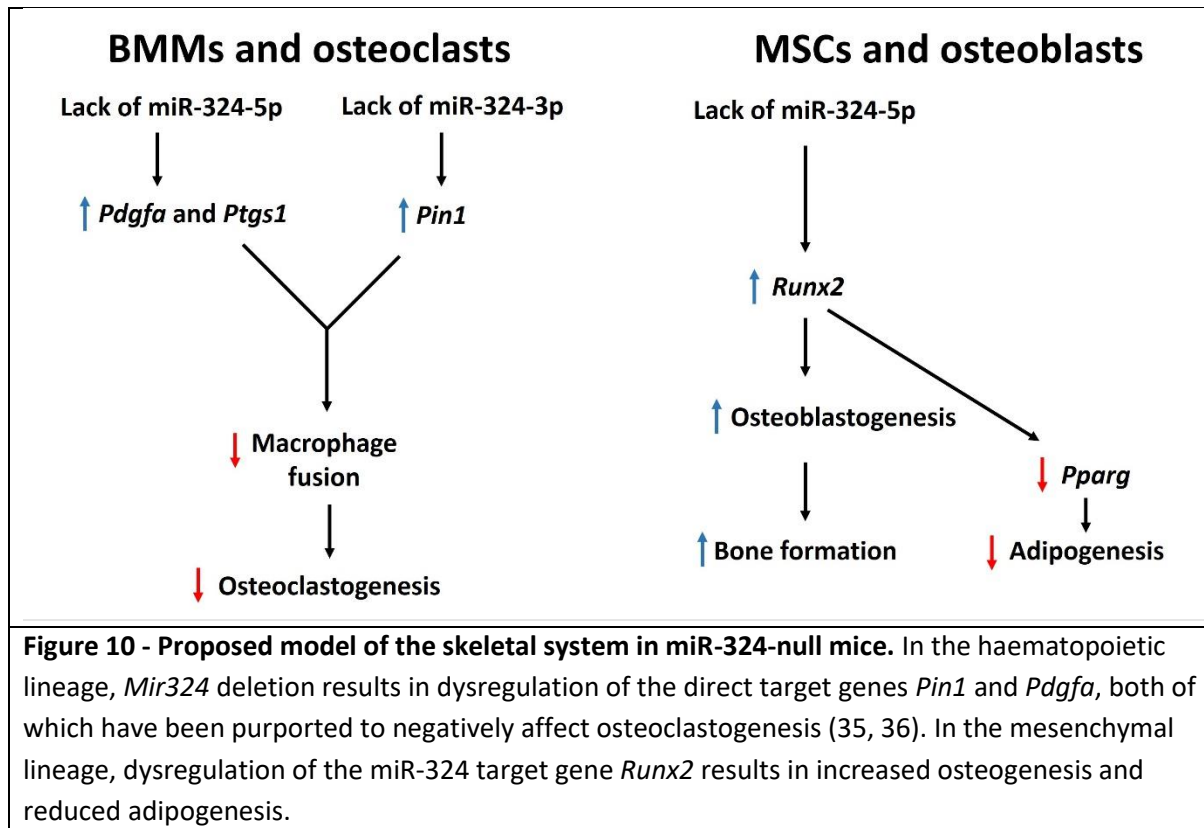 BMMs and osteoclasts
Lack of miR-324-5p
Lack of miR-324-3p
Pdgfa and Ptgs1
Pin1
Macrophage
fusion
Osteoclastogenesis
MSCs and osteoblasts
Lack of miR-324-5p
Runx2
Osteoblastogenesis
Pparg
Bone formation
Adipogenesis
Figure 10 - Proposed model of the skeletal system in miR-324-null mice. In the haematopoietic
lineage, Mir324 deletion results in dysregulation of the direct target genes Pin1 and Pdgfa, both of
which have been purported to negatively affect osteoclastogenesis (35, 36). In the mesenchymal
lineage, dysregulation of the miR-324 target gene Runx2 results in increased osteogenesis and
reduced adipogenesis.